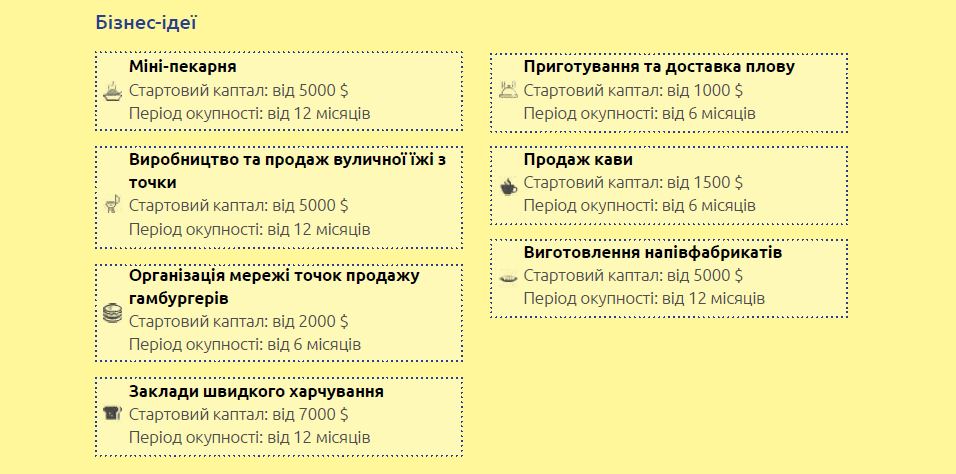 Бізнес-ідеї
Міні-пекарня
Стартовий каптал: від 5000 $
Період окупності: від 12 місяців
Виробництво та продаж вуличної їжі з
точки
Стартовий каптал: від 5000 $
Період окупності: від 12 місяців
Організація мережі точок продажу
гамбургерів
Стартовий каптал: від 2000 $
Період окупності: від 6 місяців
Заклади швидкого харчування
Стартовий каптал: від 7000 $
Період окупності: від 12 місяців
Приготування та доставка плову
Стартовий каптал: від 1000 $
Період окупності: від 6 місяців
Продаж кави
Стартовий каптал: від 1500 $
Період окупності: від 6 місяців
Виготовлення напівфабрикатів
Стартовий каптал: від 5000 $
Період окупності: від 12 місяців